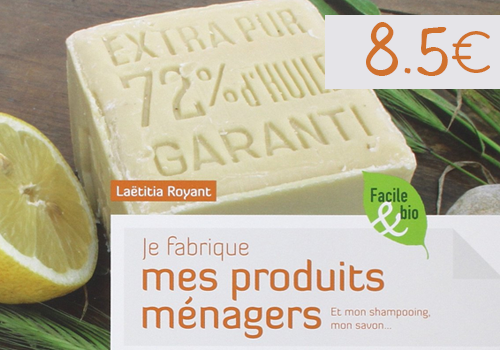 8.5€
EXTRA PUR
72% d'HUILE
GARANTI
Laëtitia Royant
Facile
& bio
Je fabrique
mes produits
ménagers
Et mon shampooing,
mon savon...